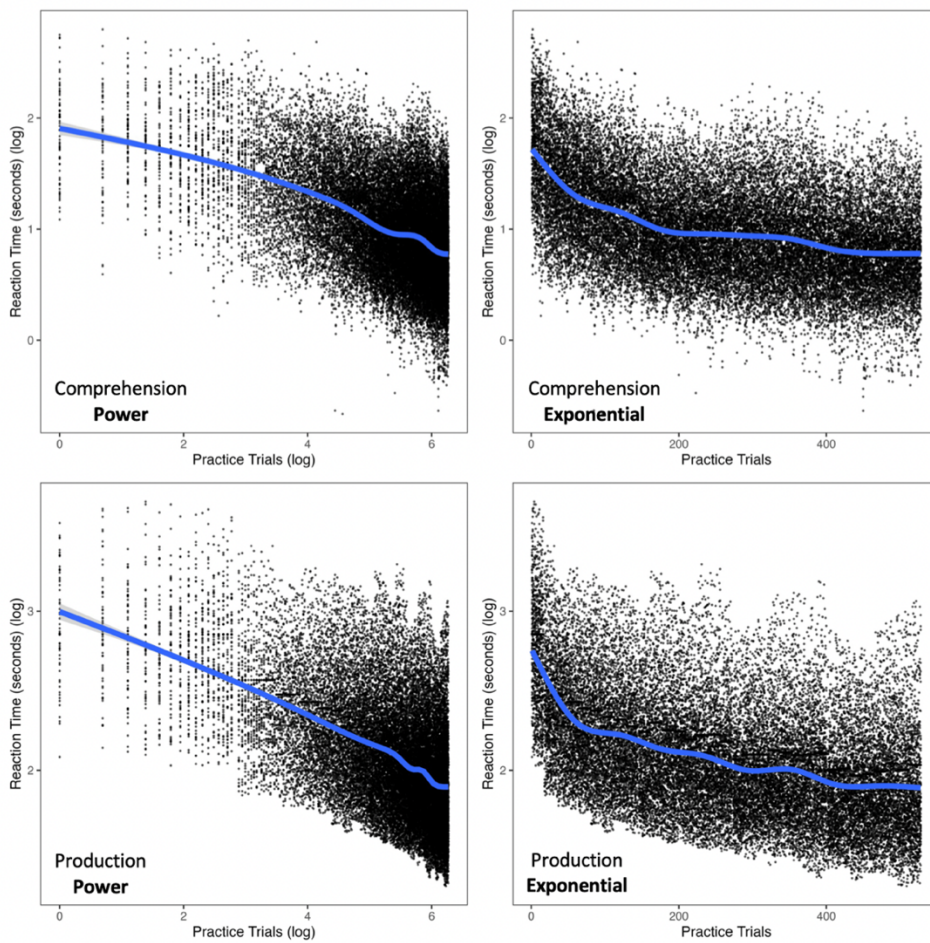 Reaction Time (seconds) (log)
2
1
0
Comprehension
Power
0 2 4 6
Practice Trials (log)
Reaction Time (seconds) (log)
2
1
0
Comprehension
Exponential
0 200 400
Practice Trials
Reaction Time (seconds) (log)
3
2
Production
Power
0 2 4 6
Practice Trials (log)
Reaction Time (seconds) (log)
3
2
Production
Exponential
0 200 400
Practice Trials